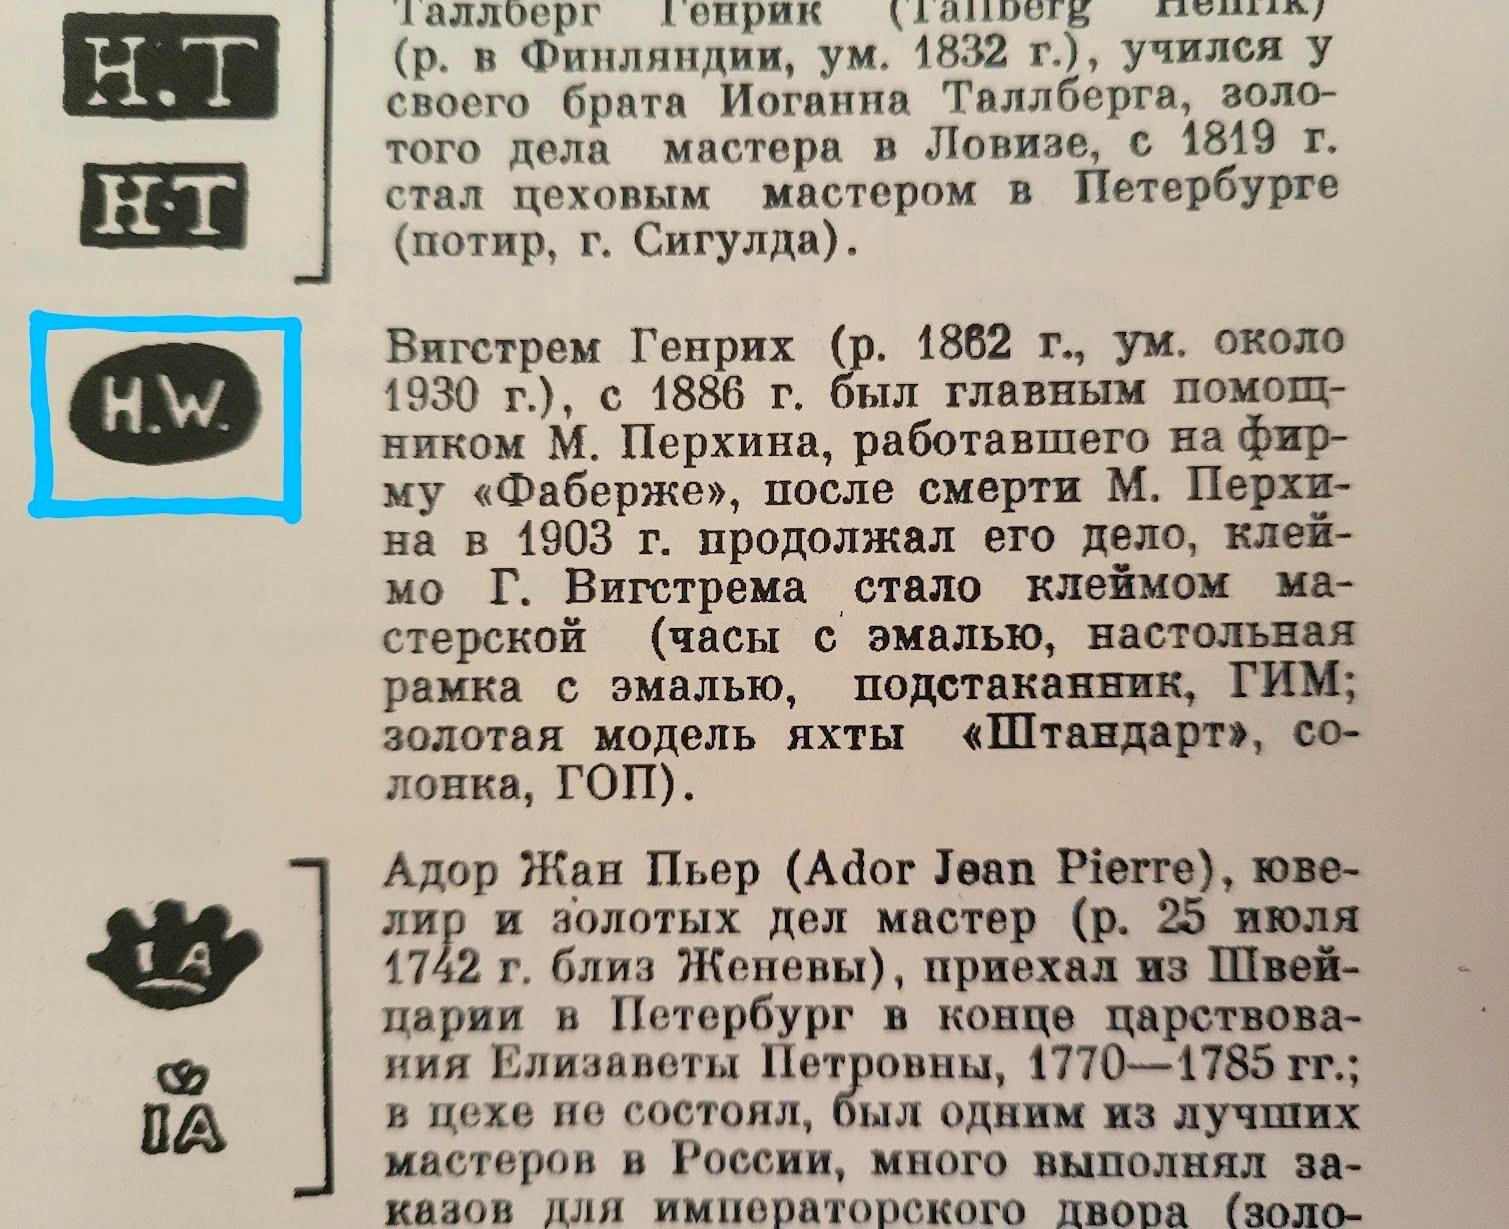 Таллберг Генрик (Tallberg Henrik)
Н.Т (р. в Финляндии, ум. 1832 г.), учился у
своего брата Иоганна Таллберга, золо-
того дела мастера в Ловизе, с 1819 г.
Н·Т стал цеховым мастером в Петербурге
(потир, г. Сигулда).
Вигстрем Генрих (р. 1862 г., ум. около
H.W. 1930 г.), с 1886 г. был главным помощ-
ником М. Перхина, работавшего на фир-
му «Фаберже», после смерти М. Перхи-
на в 1903 г. продолжал его дело, клей-
мо Г. Вигстрема стало клеймом ма-
стерской (часы с эмалью, настольная
рамка с эмалью, подстаканник, ГИМ;
золотая модель яхты «Штандарт», со-
лонка, ГОП).
Адор Жан Пьер (Ador Jean Pierre), юве-
лир и золотых дел мастер (р. 25 июля
IA 1742 г. близ Женевы), приехал из Швей-
царии в Петербург в конце царствова-
ния Елизаветы Петровны, 1770—1785 гг.;
IA в цехе не состоял, был одним из лучших
мастеров в России, много выполнял за-
казов для императорского двора (золо-